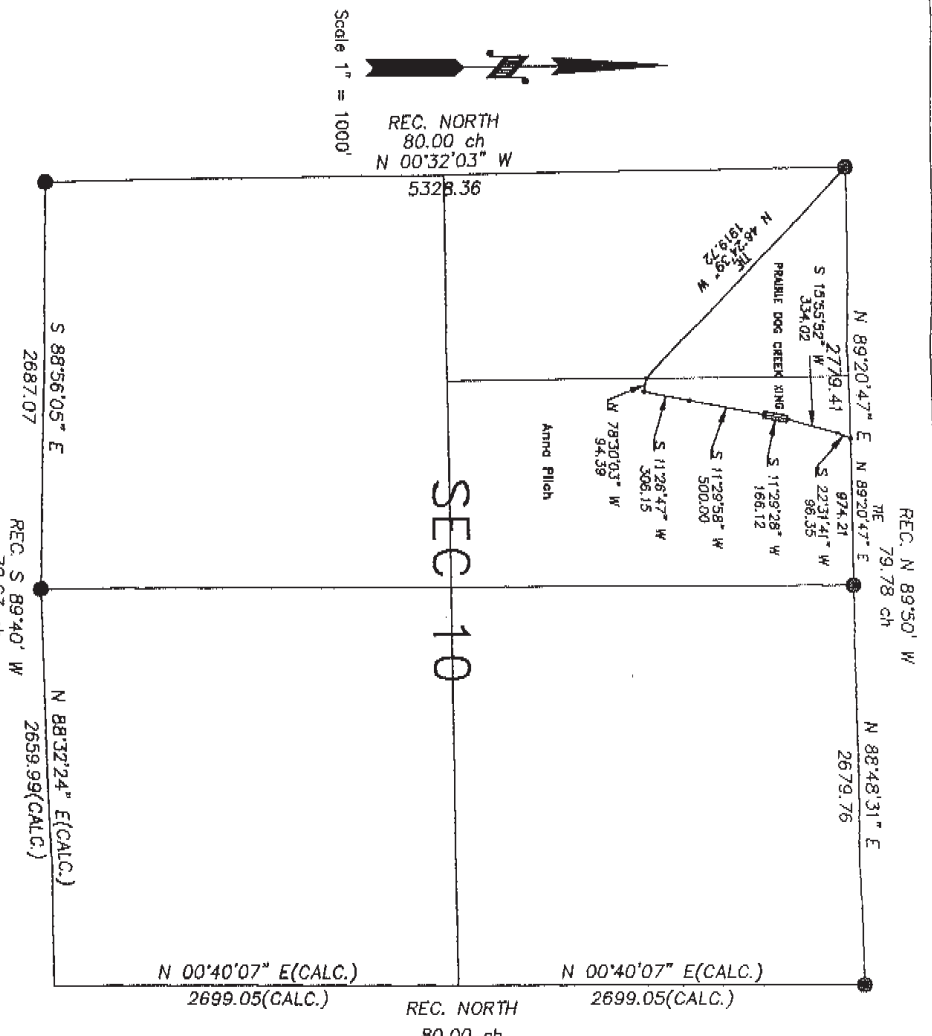 Scale 1" = 1000'
REC. NORTH
80.00 ch
N 00°32'03" W
5328.36
REC. N 89°50' W
79.78 ch
N 89°20'47" E
2779.41
TIE
N 89°20'47" E
974.21
N 88°48'31" E
2679.76
N 46°24'39" W
TIE
1919.72
PRAIRIE DOG CREEK XING
S 15°55'52" W
334.02
S 22°31'41" W
96.35
S 11°29'28" W
166.12
S 11°29'58" W
500.00
S 11°26'47" W
306.15
N 78°30'03" W
94.39
Anna Pilch
SEC 10
S 88°56'05" E
2687.07
REC. S 89°40' W
N 88°32'24" E(CALC.)
2659.99(CALC.)
N 00°40'07" E(CALC.)
2699.05(CALC.)
N 00°40'07" E(CALC.)
2699.05(CALC.)
REC. NORTH
80.00 ch